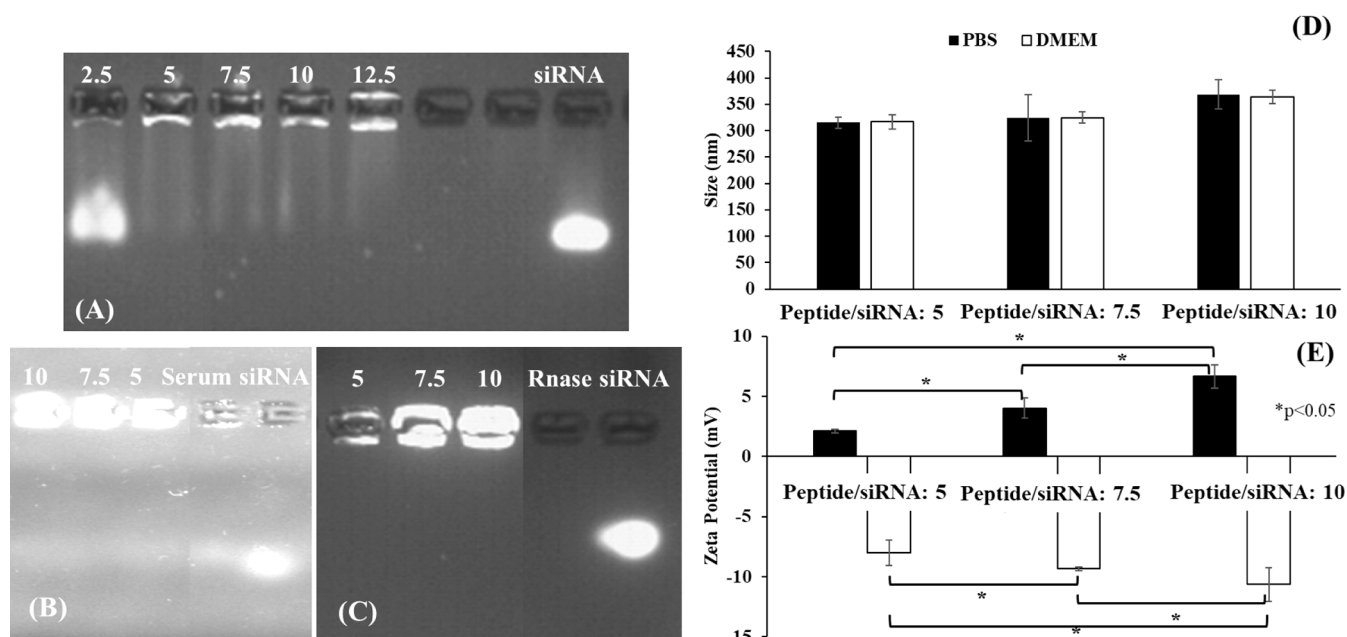 2.5 5 7.5 10 12.5 siRNA
(A)
10 7.5 5 Serum siRNA
(B)
5 7.5 10 Rnase siRNA
(C)
(D)
PBS DMEM
450
400
350
300
250
200
150
100
50
0
Size (nm)
Peptide/siRNA: 5 Peptide/siRNA: 7.5 Peptide/siRNA: 10
(E)
10
5
0
-5
-10
15
Zeta Potential (mV)
*
*
*
*p<0.05
Peptide/siRNA: 5 Peptide/siRNA: 7.5 Peptide/siRNA: 10
*
*
*